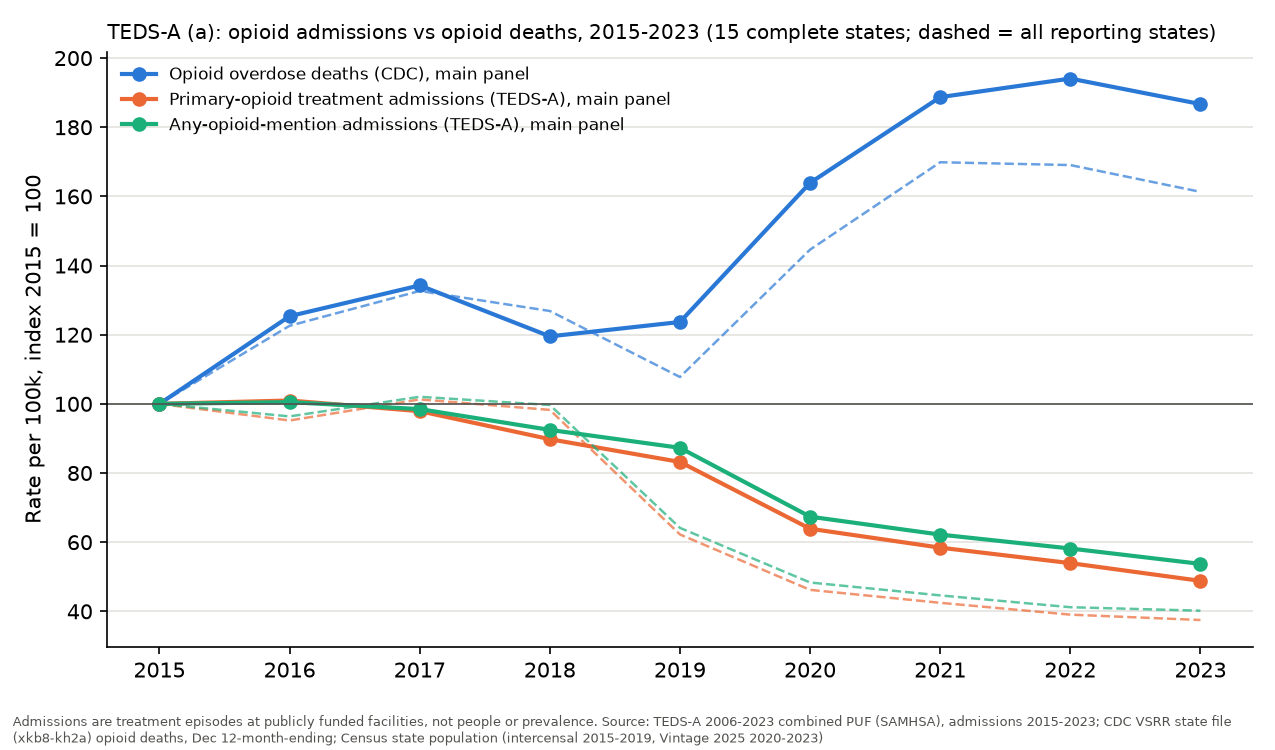 TEDS-A (a): opioid admissions vs opioid deaths, 2015-2023 (15 complete states; dashed = all reporting states)
Opioid overdose deaths (CDC), main panel
Primary-opioid treatment admissions (TEDS-A), main panel
Any-opioid-mention admissions (TEDS-A), main panel
Rate per 100k, index 2015 = 100
200
180
160
140
120
100
80
60
40
2015 2016 2017 2018 2019 2020 2021 2022 2023
Admissions are treatment episodes at publicly funded facilities, not people or prevalence. Source: TEDS-A 2006-2023 combined PUF (SAMHSA), admissions 2015-2023; CDC VSRR state file
(xkb8-kh2a) opioid deaths, Dec 12-month-ending; Census state population (intercensal 2015-2019, Vintage 2025 2020-2023)